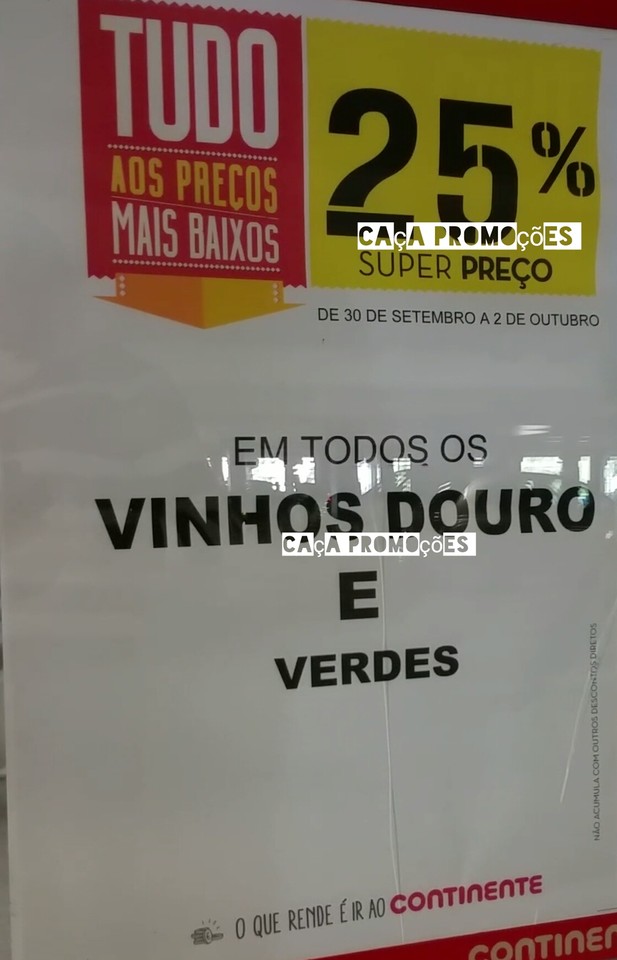 TUDO
AOS PREÇOS
MAIS BAIXOS
25%
CAÇA PROMOÇÕES
SUPER PREÇO
DE 30 DE SETEMBRO A 2 DE OUTUBRO
EM TODOS OS
VINHOS DOURO
CAÇA PROMOÇÕES
E
VERDES
NÃO ACUMULA COM OUTROS DESCONTOS DIRETOS
O QUE RENDE É IR AO CONTINENTE
CONTINEN